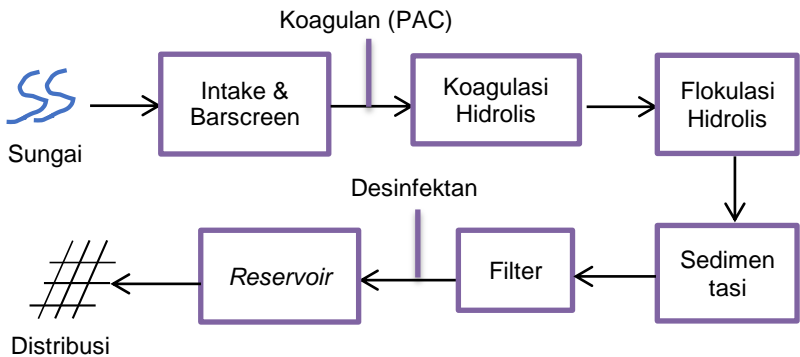 Koagulan (PAC)
Sungai
Intake &
Barscreen
Koagulasi
Hidrolis
Flokulasi
Hidrolis
Desinfektan
Sedimen
tasi
Filter
Reservoir
Distribusi